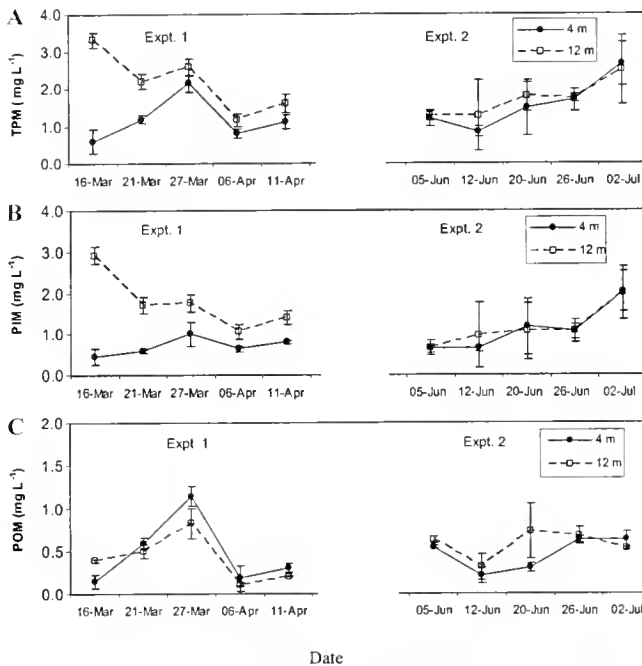 A
Expt. 1
Expt. 2
4 m
12 m
TPM (mg L⁻¹)
4.0
3.0
2.0
1.0
0.0
16-Mar 21-Mar 27-Mar 06-Apr 11-Apr
05-Jun 12-Jun 20-Jun 26-Jun 02-Jul
B
Expt. 1
Expt. 2
4 m
12 m
PIM (mg L⁻¹)
4.0
3.0
2.0
1.0
0.0
16-Mar 21-Mar 27-Mar 06-Apr 11-Apr
05-Jun 12-Jun 20-Jun 26-Jun 02-Jul
C
Expt 1
Expt. 2
4 m
12 m
POM (mg L⁻¹)
2.0
1.5
1.0
0.5
0.0
16-Mar 21-Mar 27-Mar 06-Apr 11-Apr
05-Jun 12-Jun 20-Jun 26-Jun 02-Jul
Date